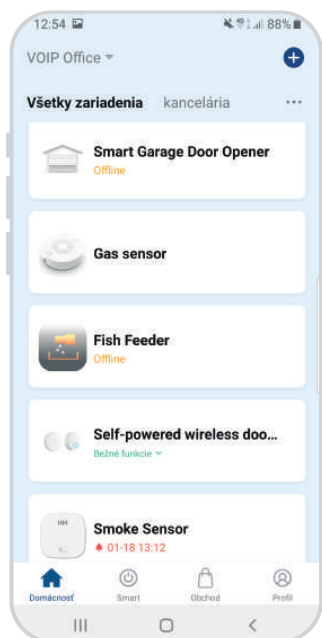 12:54 88%
VOIP Office
Všetky zariadenia kancelária ...
Smart Garage Door Opener
Offline
Gas sensor
Fish Feeder
Offline
Self-powered wireless doo...
Bežné funkcie
Smoke Sensor
01-18 13:12
Domácnosť Smart Obchod Profil